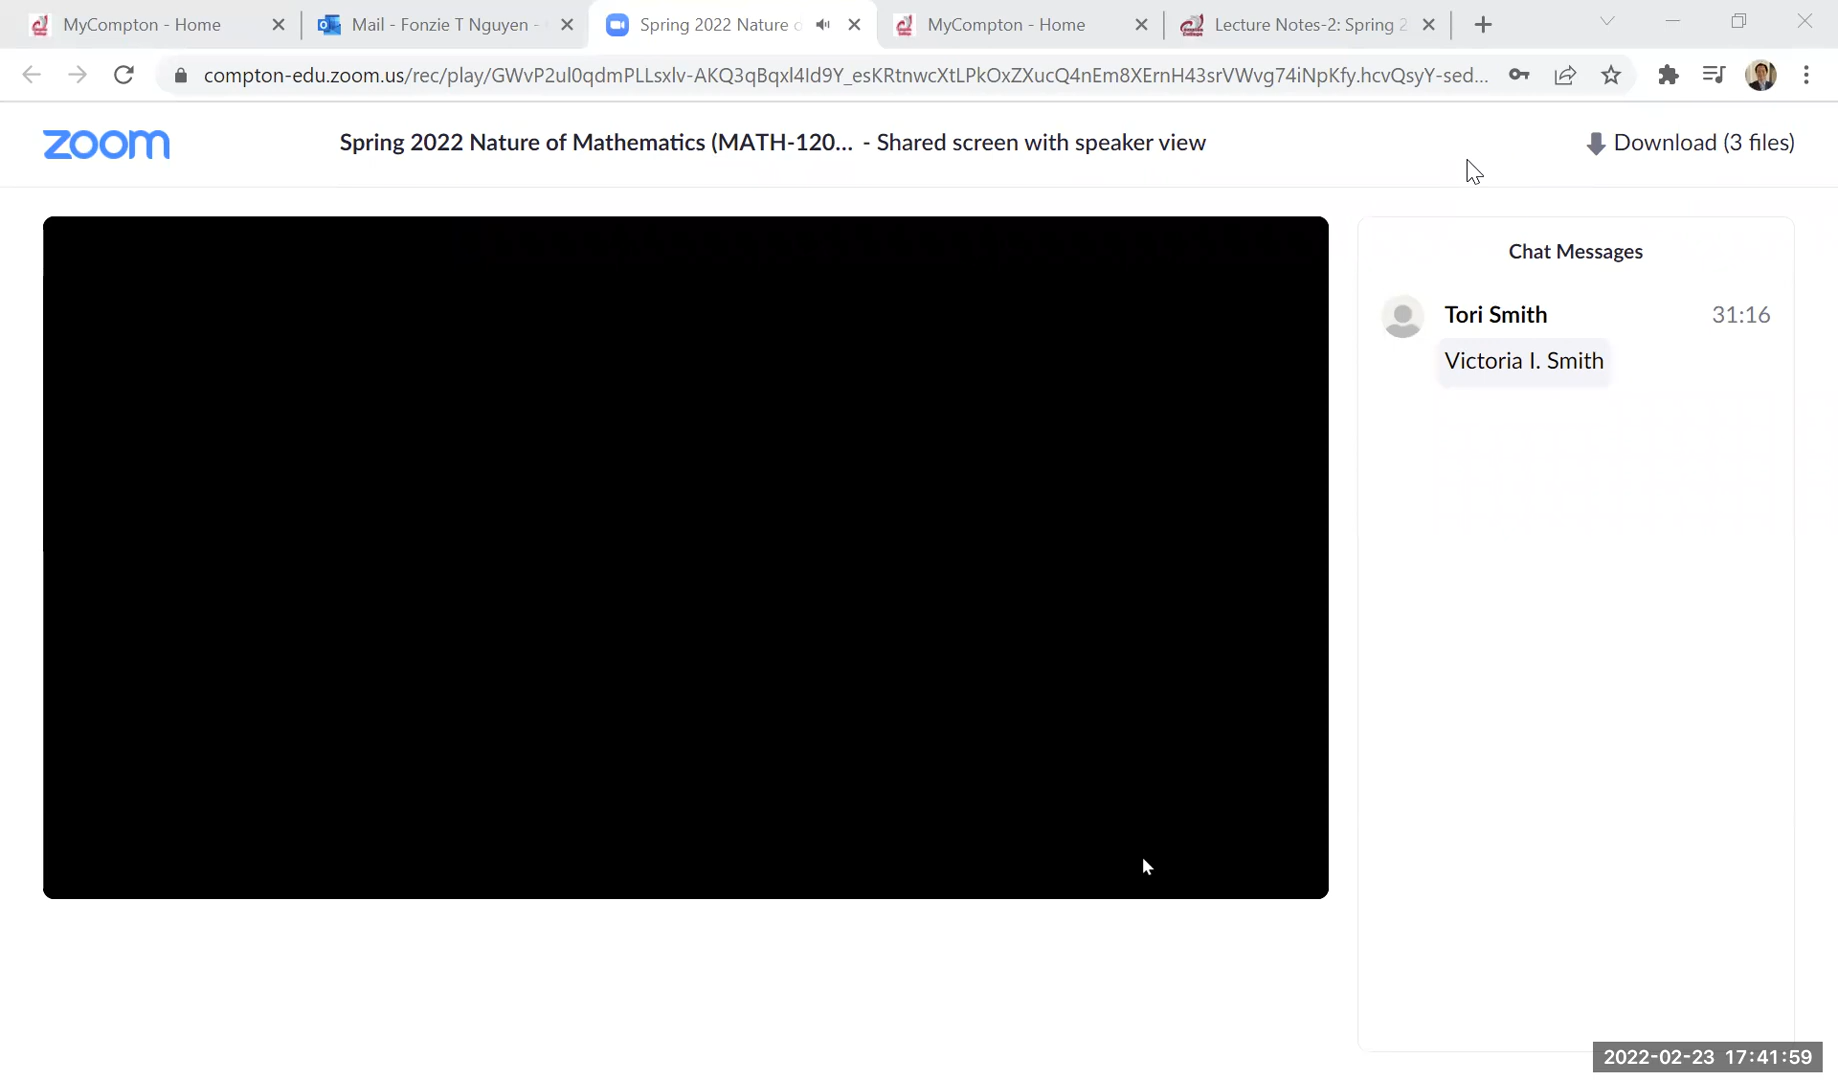 MyCompton - Home
Mail - Fonzie T Nguyen -
Spring 2022 Nature o
MyCompton - Home
Lecture Notes-2: Spring 2
compton-edu.zoom.us/rec/play/GWvP2ul0qdmPLLsxlv-AKQ3qBqxl4Id9Y_esKRtnwcXtLPkOxZXucQ4nEm8XErnH43srVWvg74iNpKfy.hcvQsyY-sed...
zoom
Spring 2022 Nature of Mathematics (MATH-120... - Shared screen with speaker view
Download (3 files)
Chat Messages
Tori Smith 31:16
Victoria I. Smith
2022-02-23 17:41:59